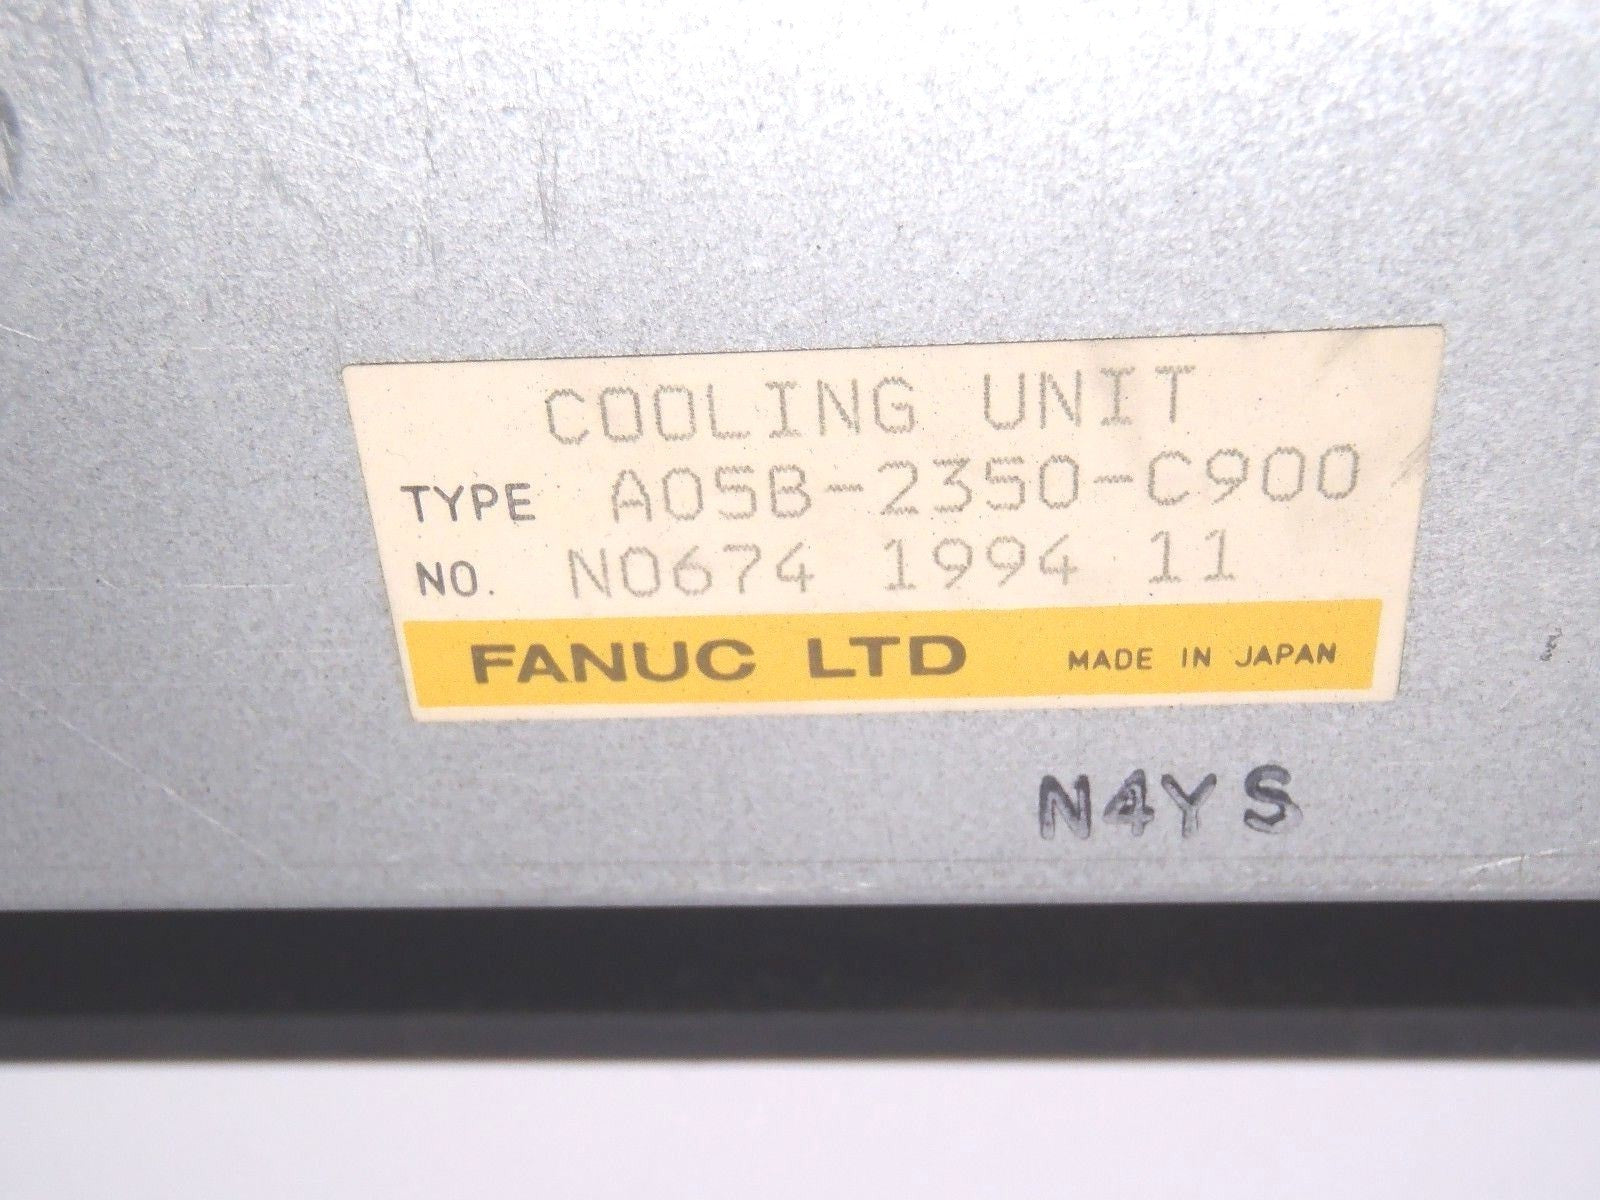 COOLING UNIT
TYPE A05B-2350-C900
NO. N0674 1994 11
FANUC LTD MADE IN JAPAN
N4YS